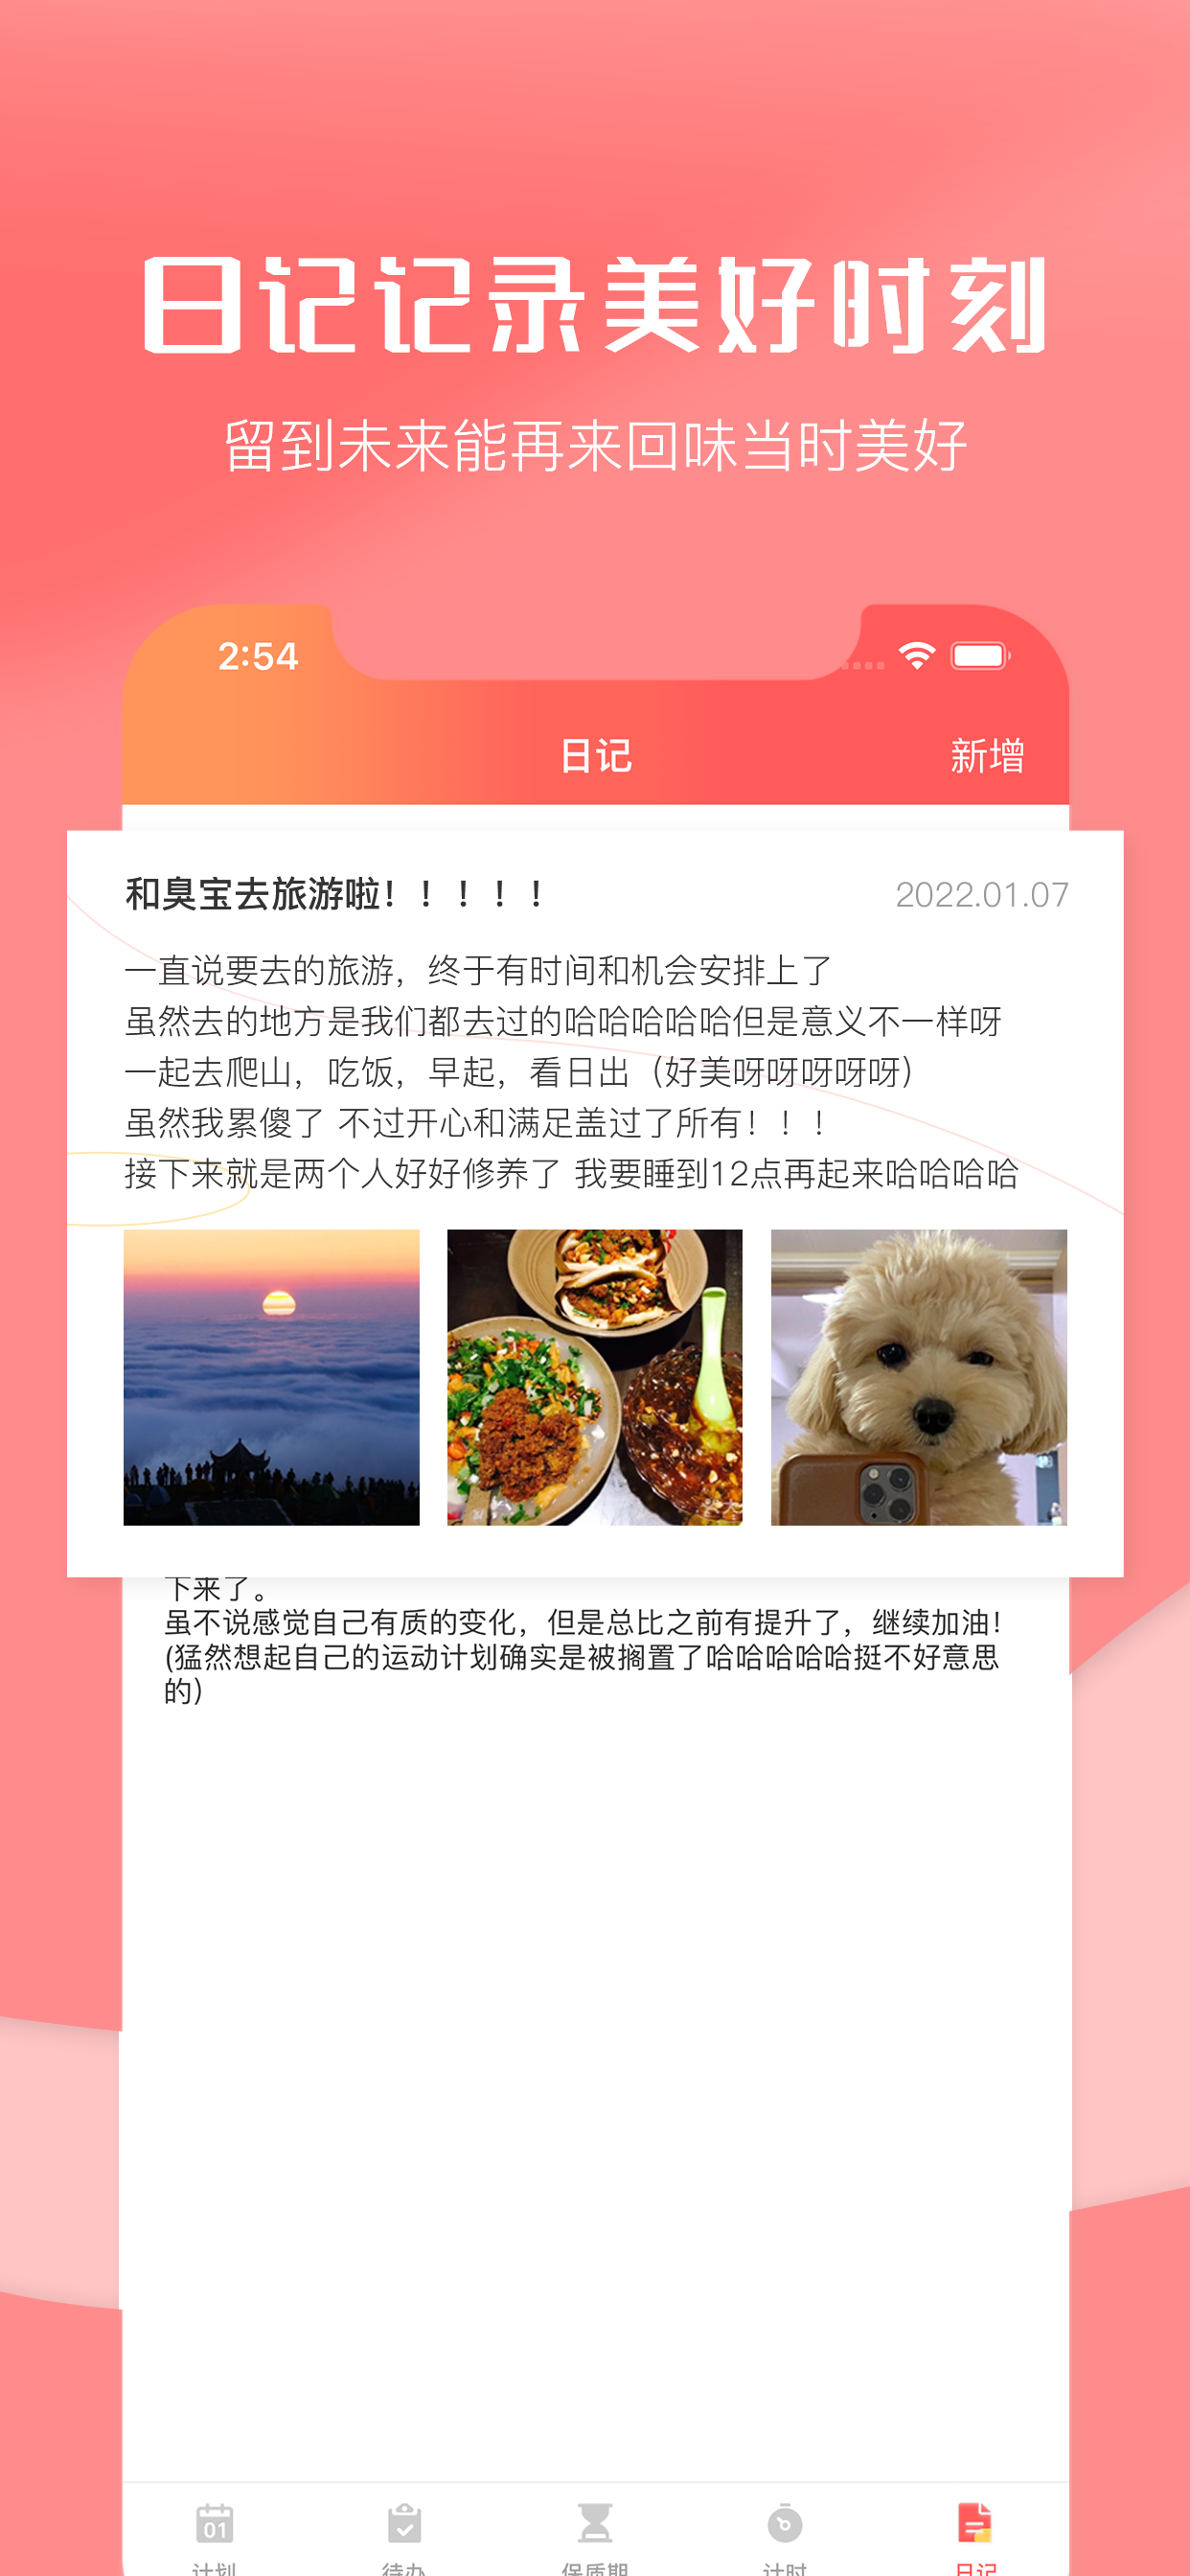 日记记录美好时刻
留到未来能再来回味当时美好
2:54
日记
新增
和臭宝去旅游啦！！！！！
2022.01.07
一直说要去的旅游，终于有时间和机会安排上了
虽然去的地方是我们都去过的哈哈哈哈哈但是意义不一样呀
一起去爬山，吃饭，早起，看日出（好美呀呀呀呀呀）
虽然我累傻了 不过开心和满足盖过了所有！！！
接下来就是两个人好好修养了 我要睡到12点再起来哈哈哈哈
下来了。
虽不说感觉自己有质的变化，但是总比之前有提升了，继续加油！
(猛然想起自己的运动计划确实是被搁置了哈哈哈哈哈挺不好意思
的)
01
计划
待办
保质期
计时
日记